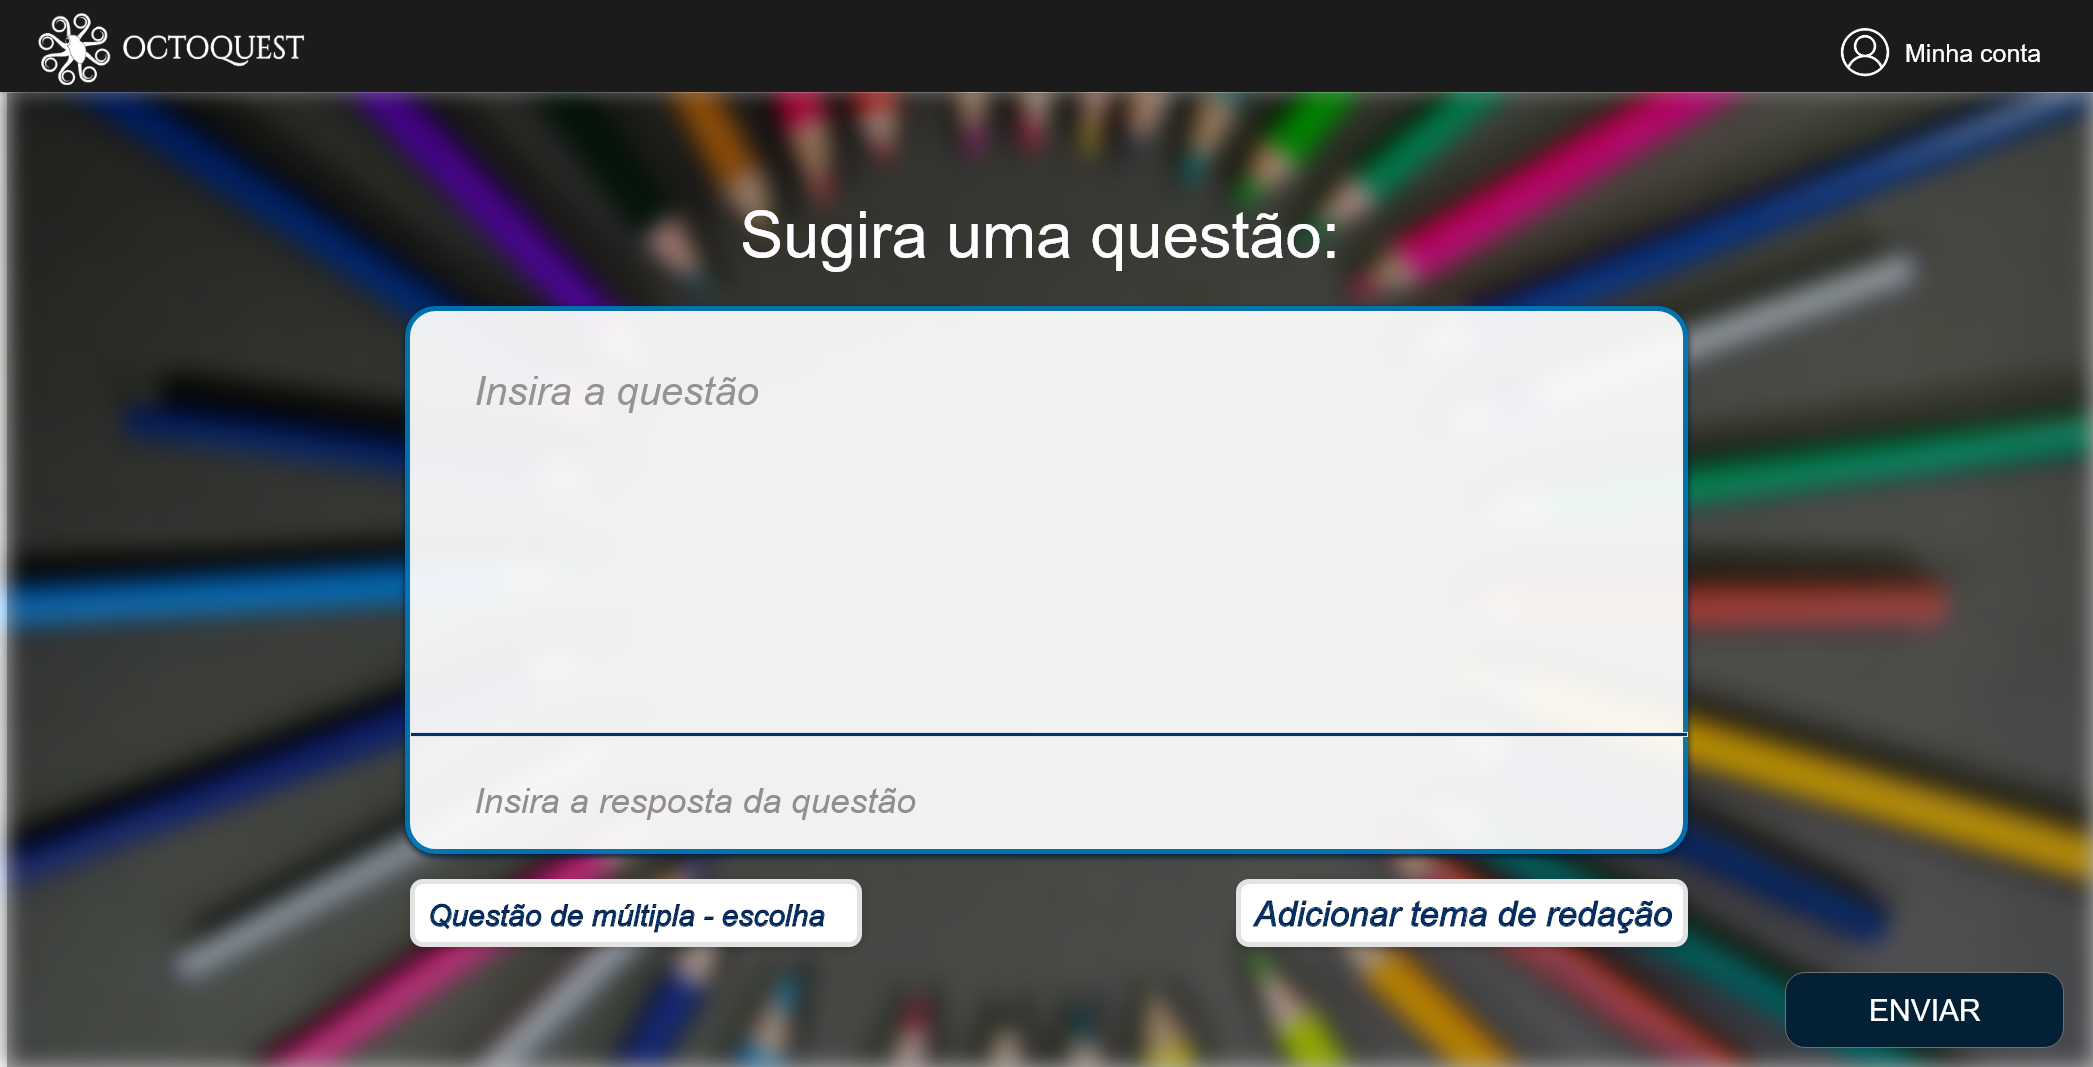 OCTOQUEST
Minha conta
Sugira uma questão:
Insira a questão
Insira a resposta da questão
Questão de múltipla - escolha
Adicionar tema de redação
ENVIAR